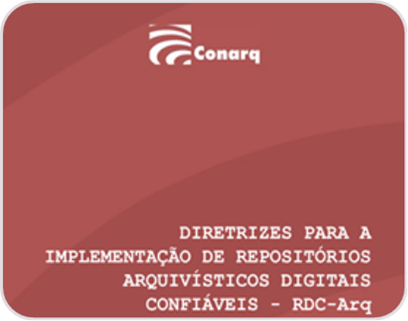 Conarq
DIRETRIZES PARA A
IMPLEMENTAÇÃO DE REPOSITÓRIOS
ARQUIVÍSTICOS DIGITAIS
CONFIÁVEIS - RDC-Arq